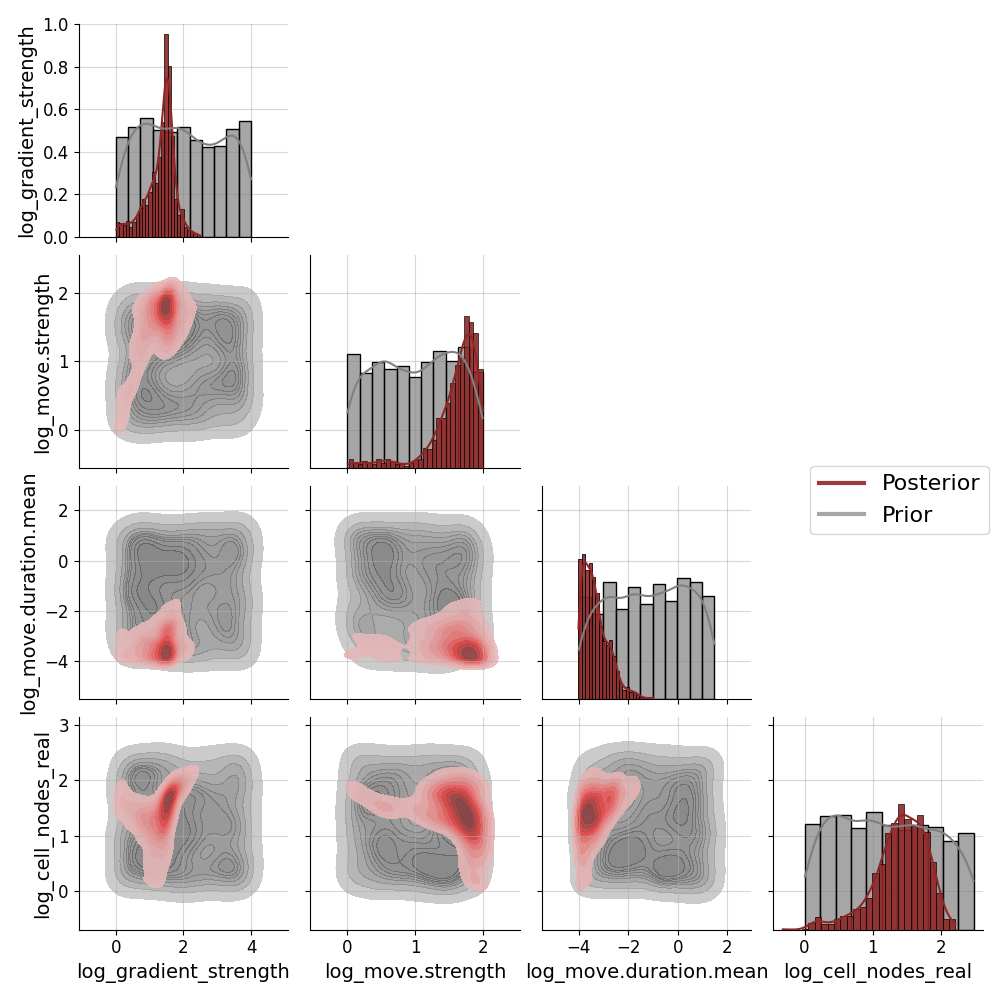 log_gradient_strength
1.0
0.8
0.6
0.4
0.2
0.0
log_move.strength
2
1
0
log_move.duration.mean
2
0
−2
−4
Posterior
Prior
log_cell_nodes_real
3
2
1
0
0 2 4 0 1 2 −4 −2 0 2 0 1 2
log_gradient_strength log_move.strength log_move.duration.mean log_cell_nodes_real